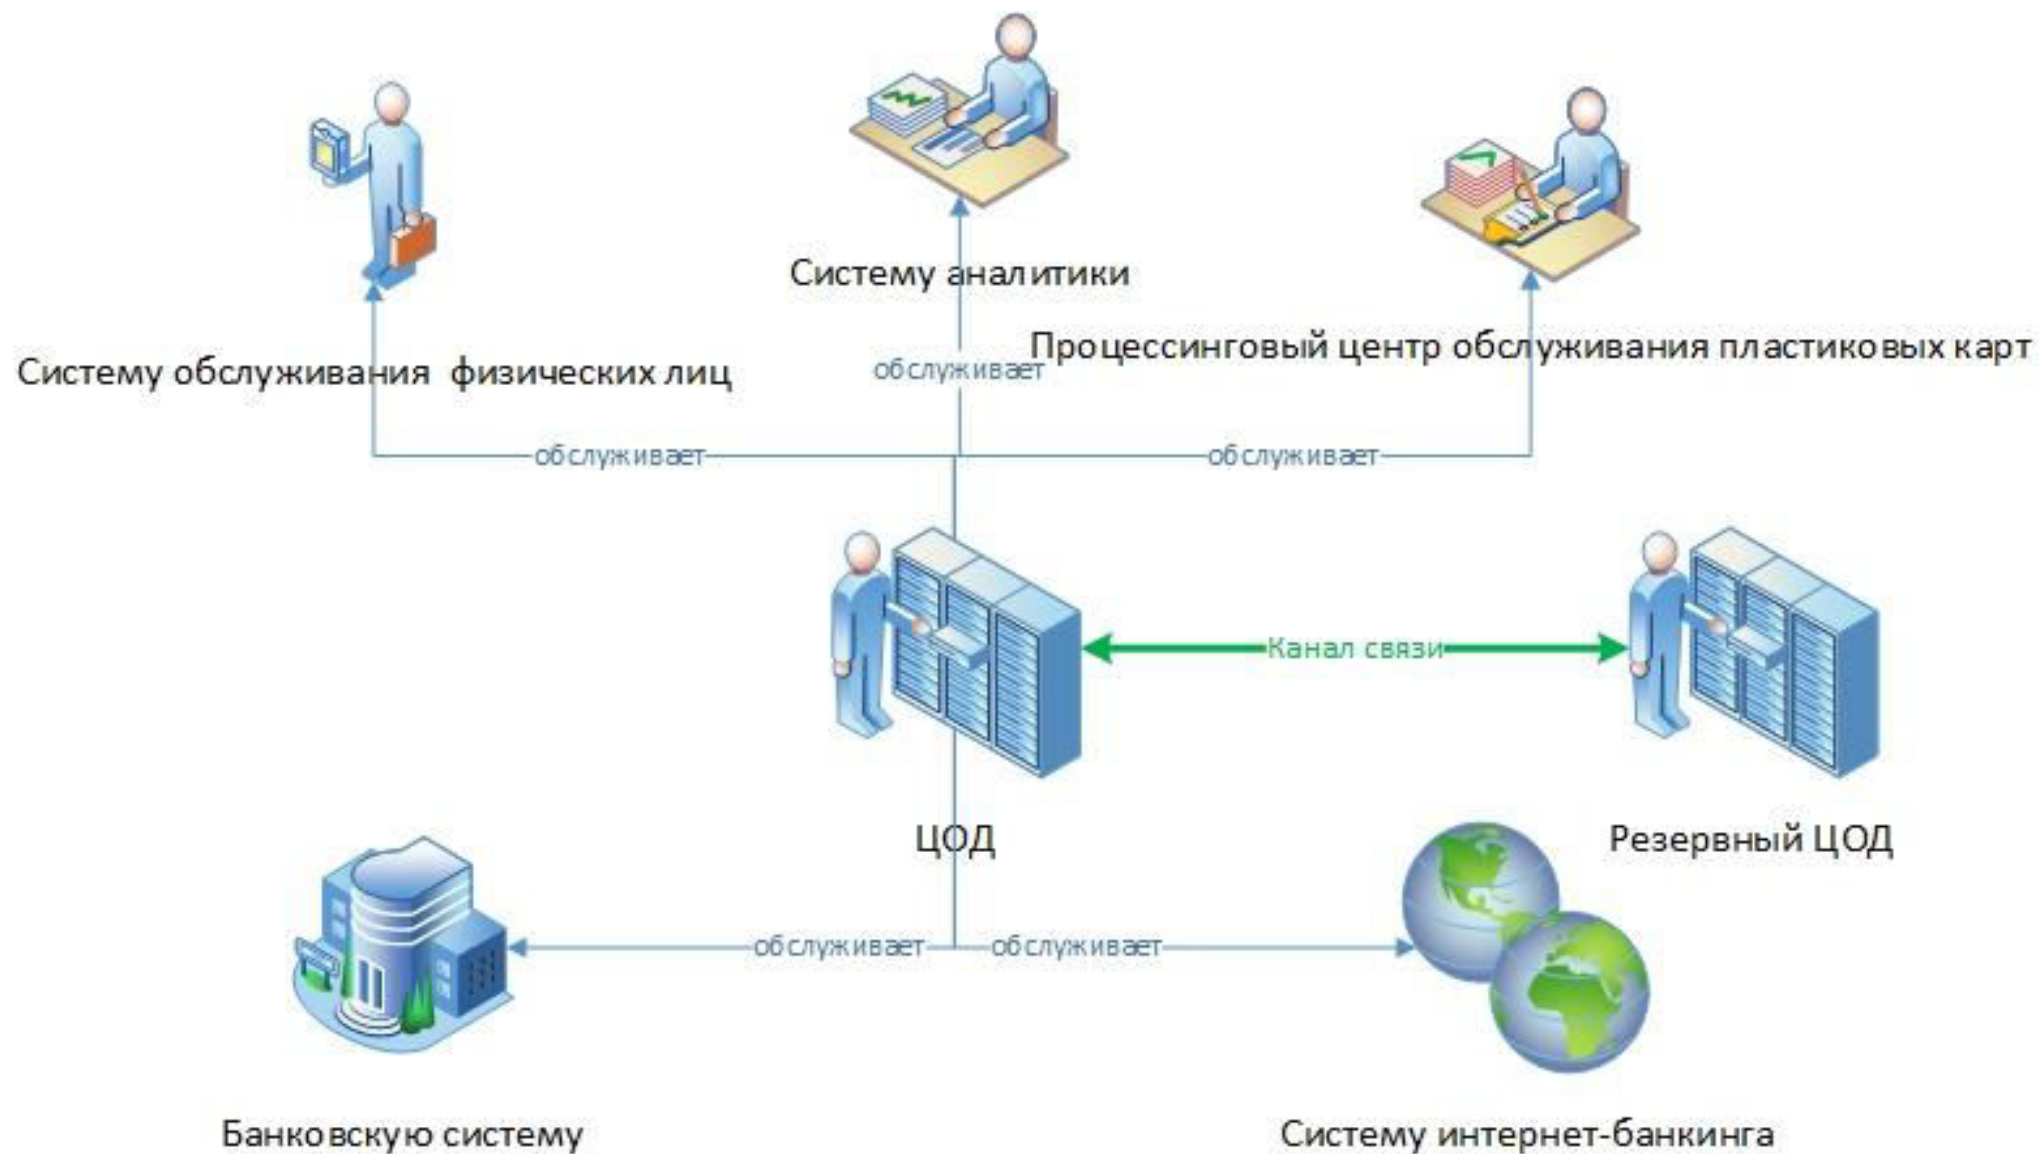 Систему аналитики
Процессинговый центр обслуживания пластиковых карт
Систему обслуживания физических лиц
обслуживает
обслуживает
обслуживает
Канал связи
ЦОД
Резервный ЦОД
обслуживает
обслуживает
Банковскую систему
Систему интернет-банкинга